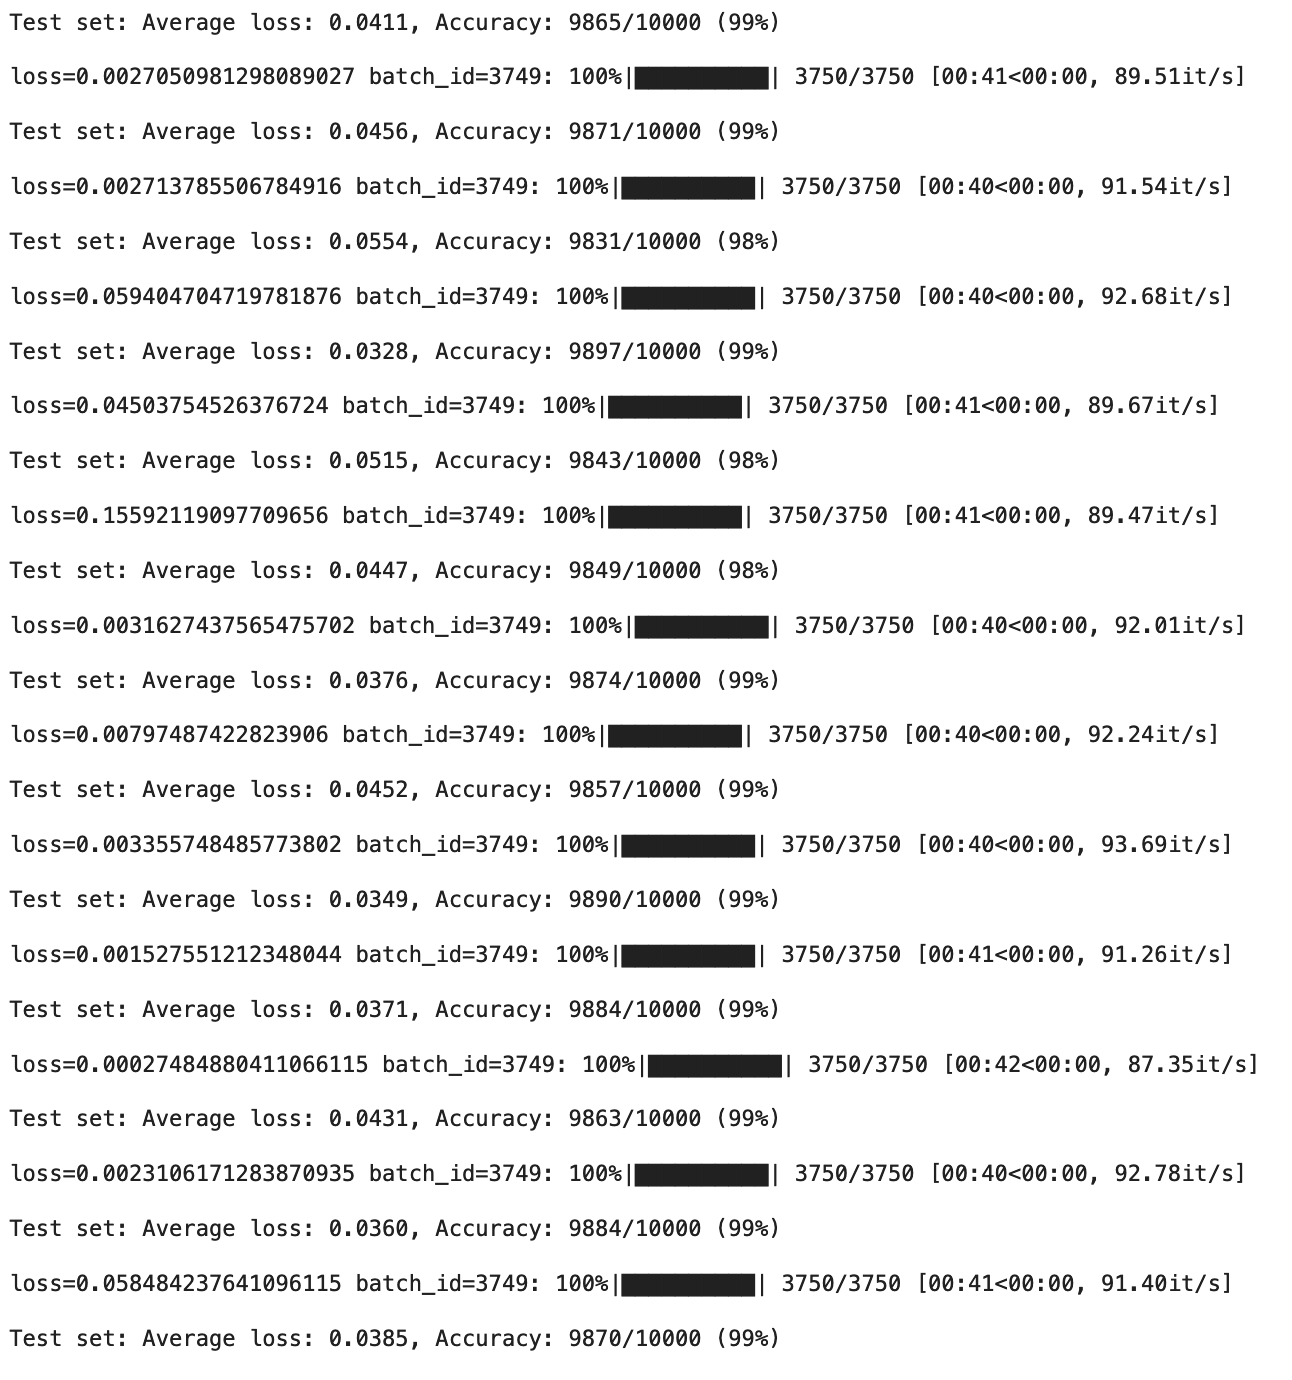 Test set: Average loss: 0.0411, Accuracy: 9865/10000 (99%)
loss=0.0027050981298089027 batch_id=3749: 100%|██████████| 3750/3750 [00:41<00:00, 89.51it/s]
Test set: Average loss: 0.0456, Accuracy: 9871/10000 (99%)
loss=0.002713785506784916 batch_id=3749: 100%|██████████| 3750/3750 [00:40<00:00, 91.54it/s]
Test set: Average loss: 0.0554, Accuracy: 9831/10000 (98%)
loss=0.059404704719781876 batch_id=3749: 100%|██████████| 3750/3750 [00:40<00:00, 92.68it/s]
Test set: Average loss: 0.0328, Accuracy: 9897/10000 (99%)
loss=0.04503754526376724 batch_id=3749: 100%|██████████| 3750/3750 [00:41<00:00, 89.67it/s]
Test set: Average loss: 0.0515, Accuracy: 9843/10000 (98%)
loss=0.15592119097709656 batch_id=3749: 100%|██████████| 3750/3750 [00:41<00:00, 89.47it/s]
Test set: Average loss: 0.0447, Accuracy: 9849/10000 (98%)
loss=0.0031627437565475702 batch_id=3749: 100%|██████████| 3750/3750 [00:40<00:00, 92.01it/s]
Test set: Average loss: 0.0376, Accuracy: 9874/10000 (99%)
loss=0.00797487422823906 batch_id=3749: 100%|██████████| 3750/3750 [00:40<00:00, 92.24it/s]
Test set: Average loss: 0.0452, Accuracy: 9857/10000 (99%)
loss=0.003355748485773802 batch_id=3749: 100%|██████████| 3750/3750 [00:40<00:00, 93.69it/s]
Test set: Average loss: 0.0349, Accuracy: 9890/10000 (99%)
loss=0.001527551212348044 batch_id=3749: 100%|██████████| 3750/3750 [00:41<00:00, 91.26it/s]
Test set: Average loss: 0.0371, Accuracy: 9884/10000 (99%)
loss=0.00027484880411066115 batch_id=3749: 100%|██████████| 3750/3750 [00:42<00:00, 87.35it/s]
Test set: Average loss: 0.0431, Accuracy: 9863/10000 (99%)
loss=0.0023106171283870935 batch_id=3749: 100%|██████████| 3750/3750 [00:40<00:00, 92.78it/s]
Test set: Average loss: 0.0360, Accuracy: 9884/10000 (99%)
loss=0.058484237641096115 batch_id=3749: 100%|██████████| 3750/3750 [00:41<00:00, 91.40it/s]
Test set: Average loss: 0.0385, Accuracy: 9870/10000 (99%)